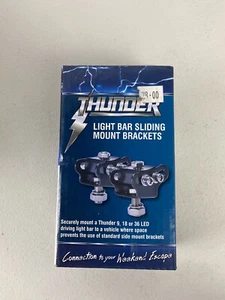 THUNDER
LIGHT BAR SLIDING
MOUNT BRACKETS
Securely mount a Thunder 9, 18 or 36 LED
driving light bar to a vehicle where space
prevents the use of standard side mount brackets
Connection to your Weekend Escape